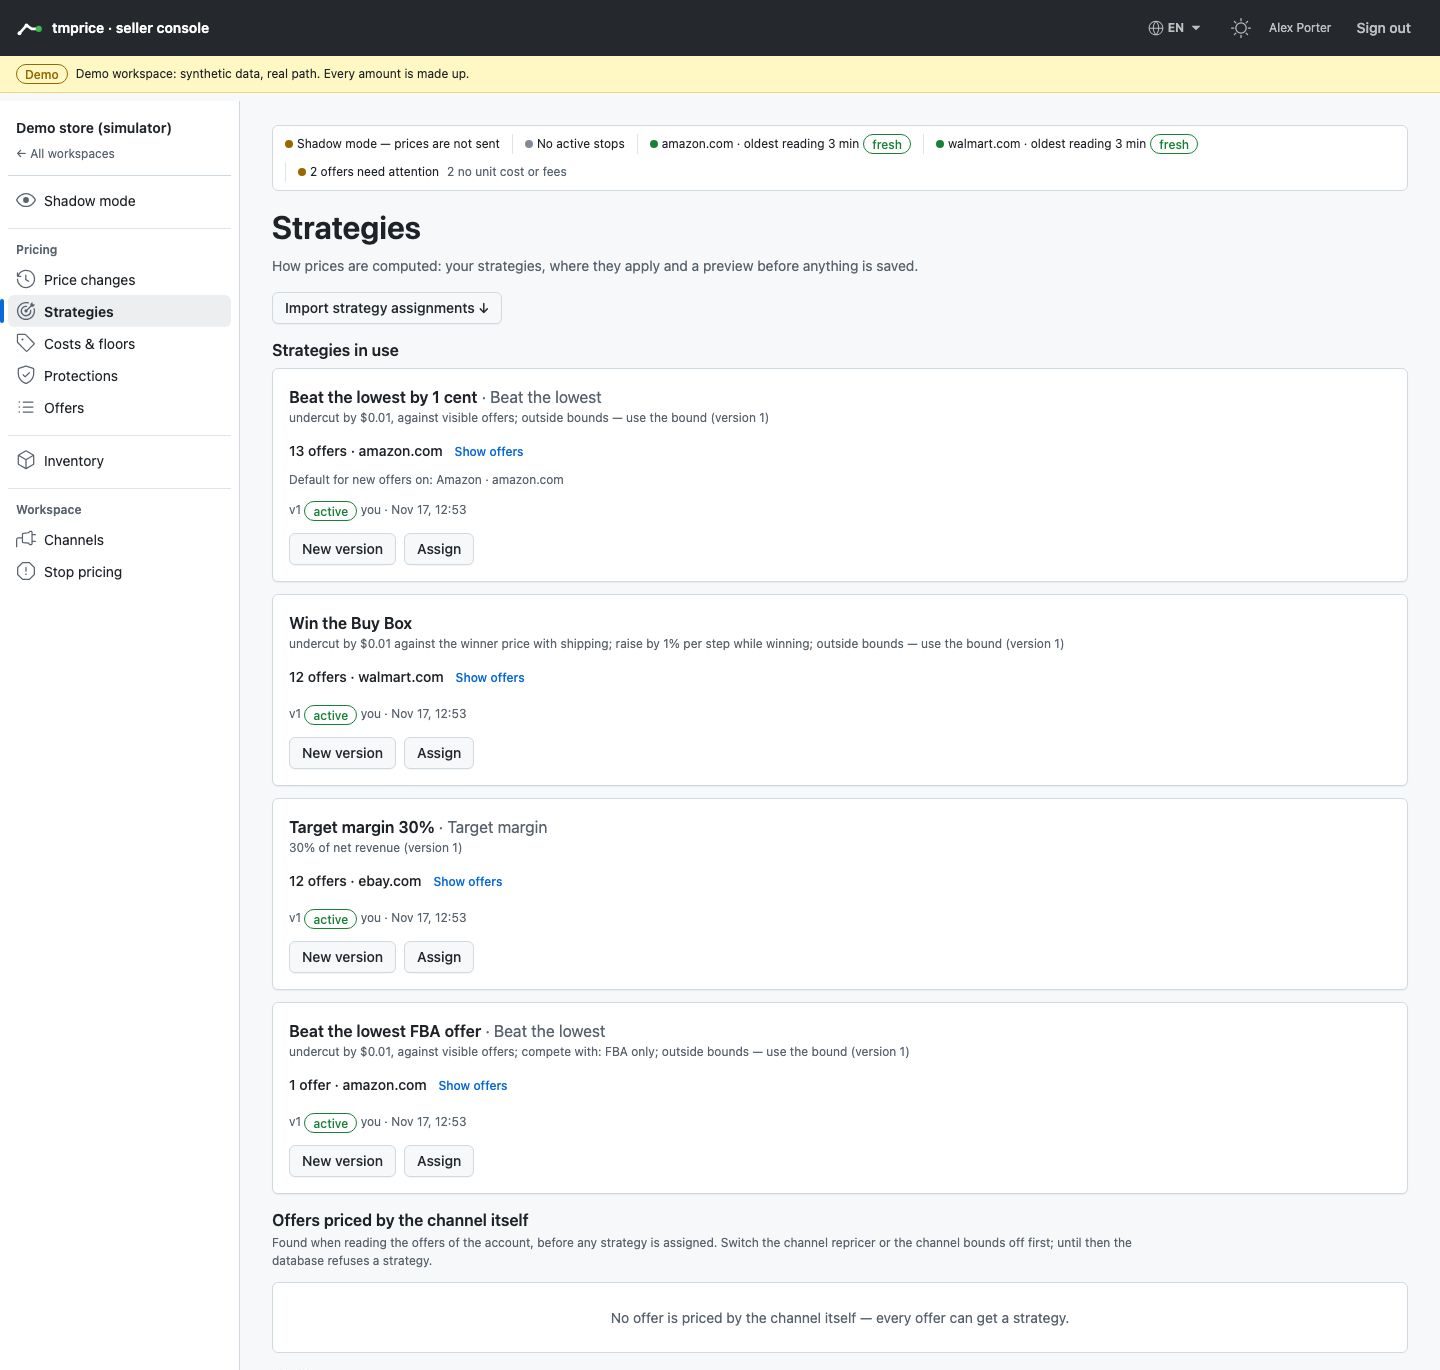 tmprice · seller console
EN
Alex Porter
Sign out
Demo
Demo workspace: synthetic data, real path. Every amount is made up.
Demo store (simulator)
← All workspaces
Shadow mode
Pricing
Price changes
Strategies
Costs & floors
Protections
Offers
Inventory
Workspace
Channels
Stop pricing
Shadow mode — prices are not sent
No active stops
amazon.com · oldest reading 3 min fresh
walmart.com · oldest reading 3 min fresh
2 offers need attention 2 no unit cost or fees
Strategies
How prices are computed: your strategies, where they apply and a preview before anything is saved.
Import strategy assignments ↓
Strategies in use
Beat the lowest by 1 cent · Beat the lowest
undercut by $0.01, against visible offers; outside bounds — use the bound (version 1)
13 offers · amazon.com Show offers
Default for new offers on: Amazon · amazon.com
v1 active you · Nov 17, 12:53
New version Assign
Win the Buy Box
undercut by $0.01 against the winner price with shipping; raise by 1% per step while winning; outside bounds — use the bound (version 1)
12 offers · walmart.com Show offers
v1 active you · Nov 17, 12:53
New version Assign
Target margin 30% · Target margin
30% of net revenue (version 1)
12 offers · ebay.com Show offers
v1 active you · Nov 17, 12:53
New version Assign
Beat the lowest FBA offer · Beat the lowest
undercut by $0.01, against visible offers; compete with: FBA only; outside bounds — use the bound (version 1)
1 offer · amazon.com Show offers
v1 active you · Nov 17, 12:53
New version Assign
Offers priced by the channel itself
Found when reading the offers of the account, before any strategy is assigned. Switch the channel repricer or the channel bounds off first; until then the
database refuses a strategy.
No offer is priced by the channel itself — every offer can get a strategy.